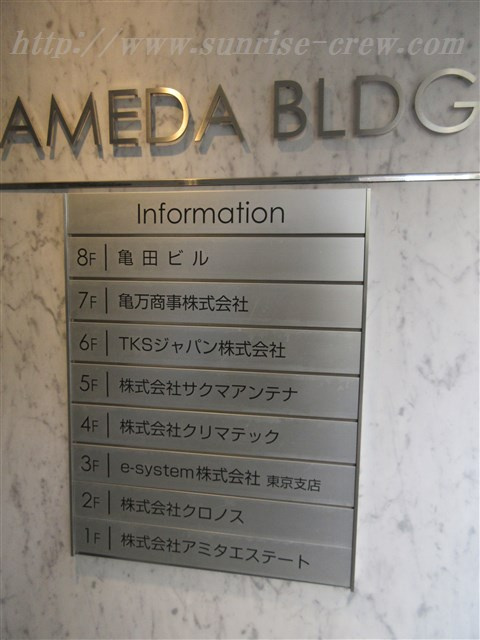 http://www.sunrise-crew.com
AMEDA BLDG
Information
8F 亀田ビル
7F 亀万商事株式会社
6F TKSジャパン株式会社
5F 株式会社サクマアンテナ
4F 株式会社クリマテック
3F e-system株式会社 東京支店
2F 株式会社クロノス
1F 株式会社アミタエステート